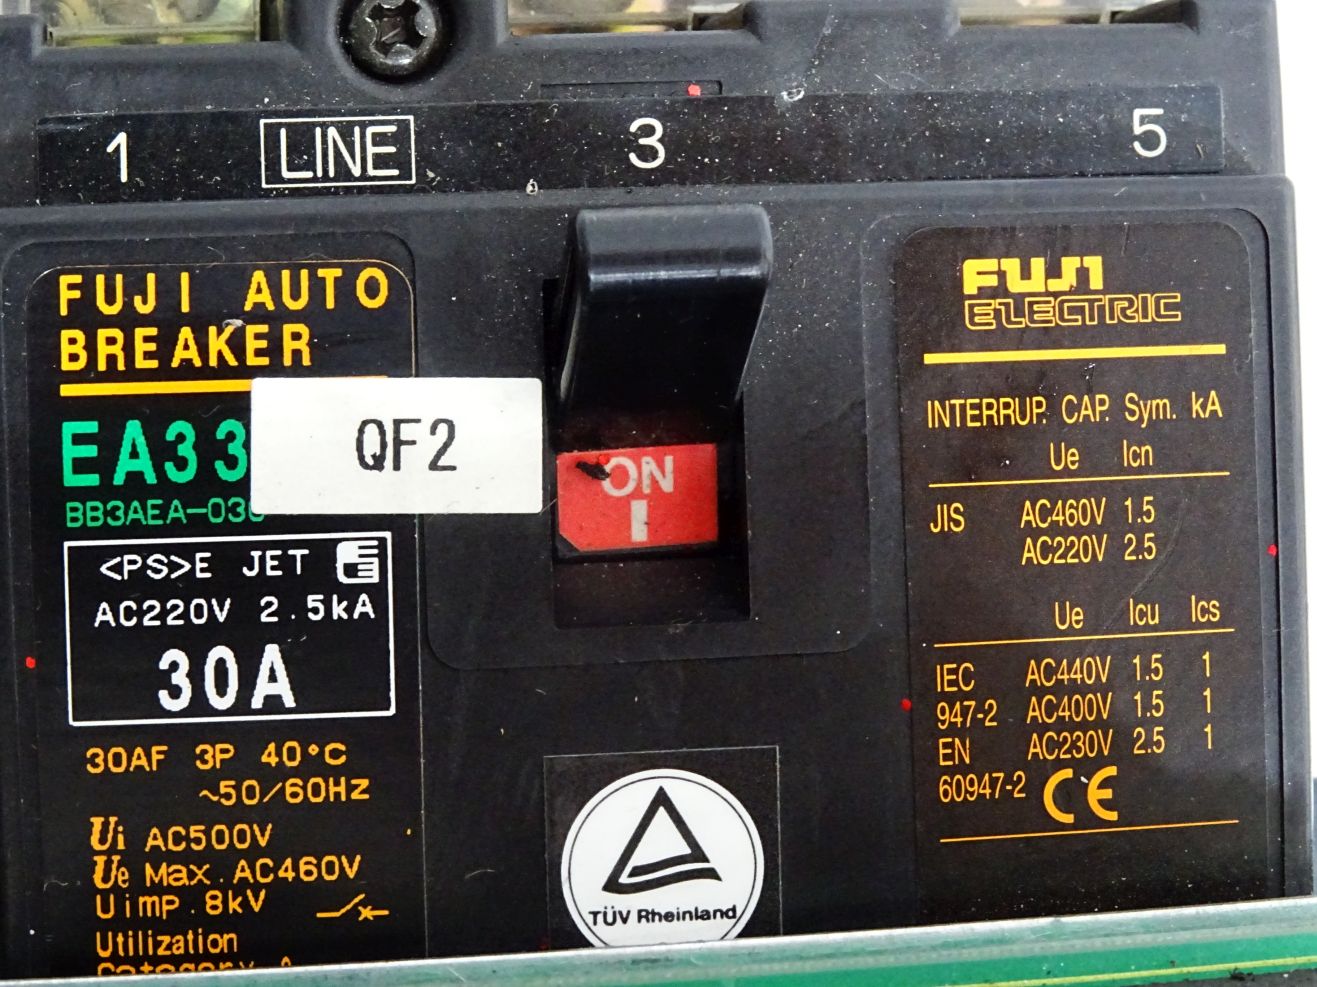 1 LINE 3 5
FUJI AUTO
BREAKER
EA33
QF2
BB3AEA-030
<PS>E JET
AC220V 2.5kA
30A
30AF 3P 40°C
~50/60Hz
Ui AC500V
Ue Max. AC460V
Uimp. 8kV
Utilization
Category A
ON
I
TÜV Rheinland
FUJI
ELECTRIC
INTERRUP. CAP. Sym. kA
Ue Icn
JIS AC460V 1.5
AC220V 2.5
Ue Icu Ics
IEC AC440V 1.5 1
947-2 AC400V 1.5 1
EN AC230V 2.5 1
60947-2 CE